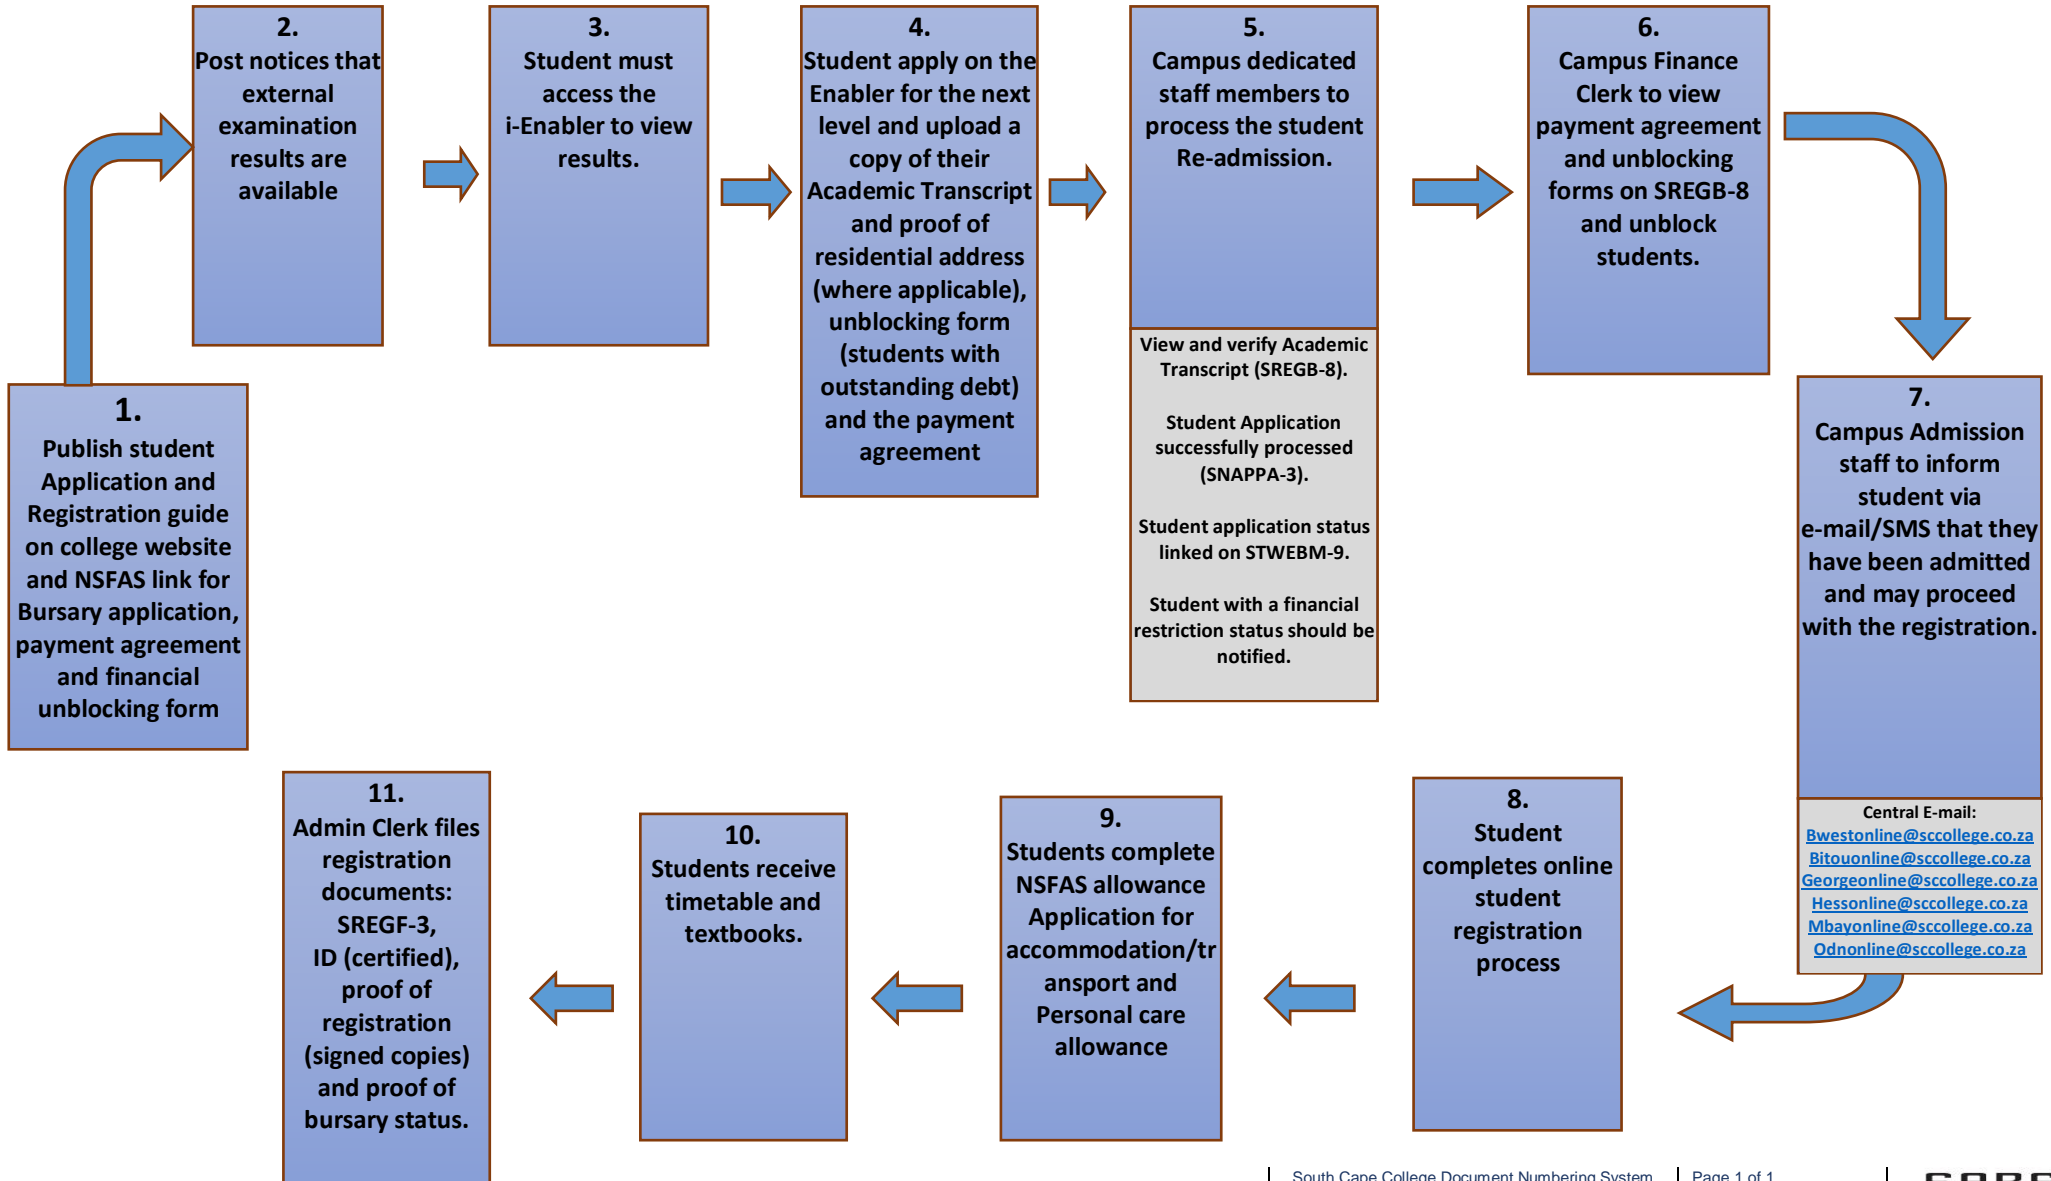 1.
Publish student
Application and
Registration guide
on college website
and NSFAS link for
Bursary application,
payment agreement
and financial
unblocking form
2.
Post notices that
external
examination
results are
available
3.
Student must
access the
i-Enabler to view
results.
4.
Student apply on the
Enabler for the next
level and upload a
copy of their
Academic Transcript
and proof of
residential address
(where applicable),
unblocking form
(students with
outstanding debt)
and the payment
agreement
5.
Campus dedicated
staff members to
process the student
Re-admission.
View and verify Academic
Transcript (SREGB-8).
Student Application
successfully processed
(SNAPPA-3).
Student application status
linked on STWEBM-9.
Student with a financial
restriction status should be
notified.
6.
Campus Finance
Clerk to view
payment agreement
and unblocking
forms on SREGB-8
and unblock
students.
7.
Campus Admission
staff to inform
student via
e-mail/SMS that they
have been admitted
and may proceed
with the registration.
Central E-mail:
Bwestonline@sccollege.co.za
Bitouonline@sccollege.co.za
Georgeonline@sccollege.co.za
Hessonline@sccollege.co.za
Mbayonline@sccollege.co.za
Odnonline@sccollege.co.za
8.
Student
completes online
student
registration
process
9.
Students complete
NSFAS allowance
Application for
accommodation/tr
ansport and
Personal care
allowance
10.
Students receive
timetable and
textbooks.
11.
Admin Clerk files
registration
documents:
SREGF-3,
ID (certified),
proof of
registration
(signed copies)
and proof of
bursary status.
South Cape College Document Numbering System
Page 1 of 1